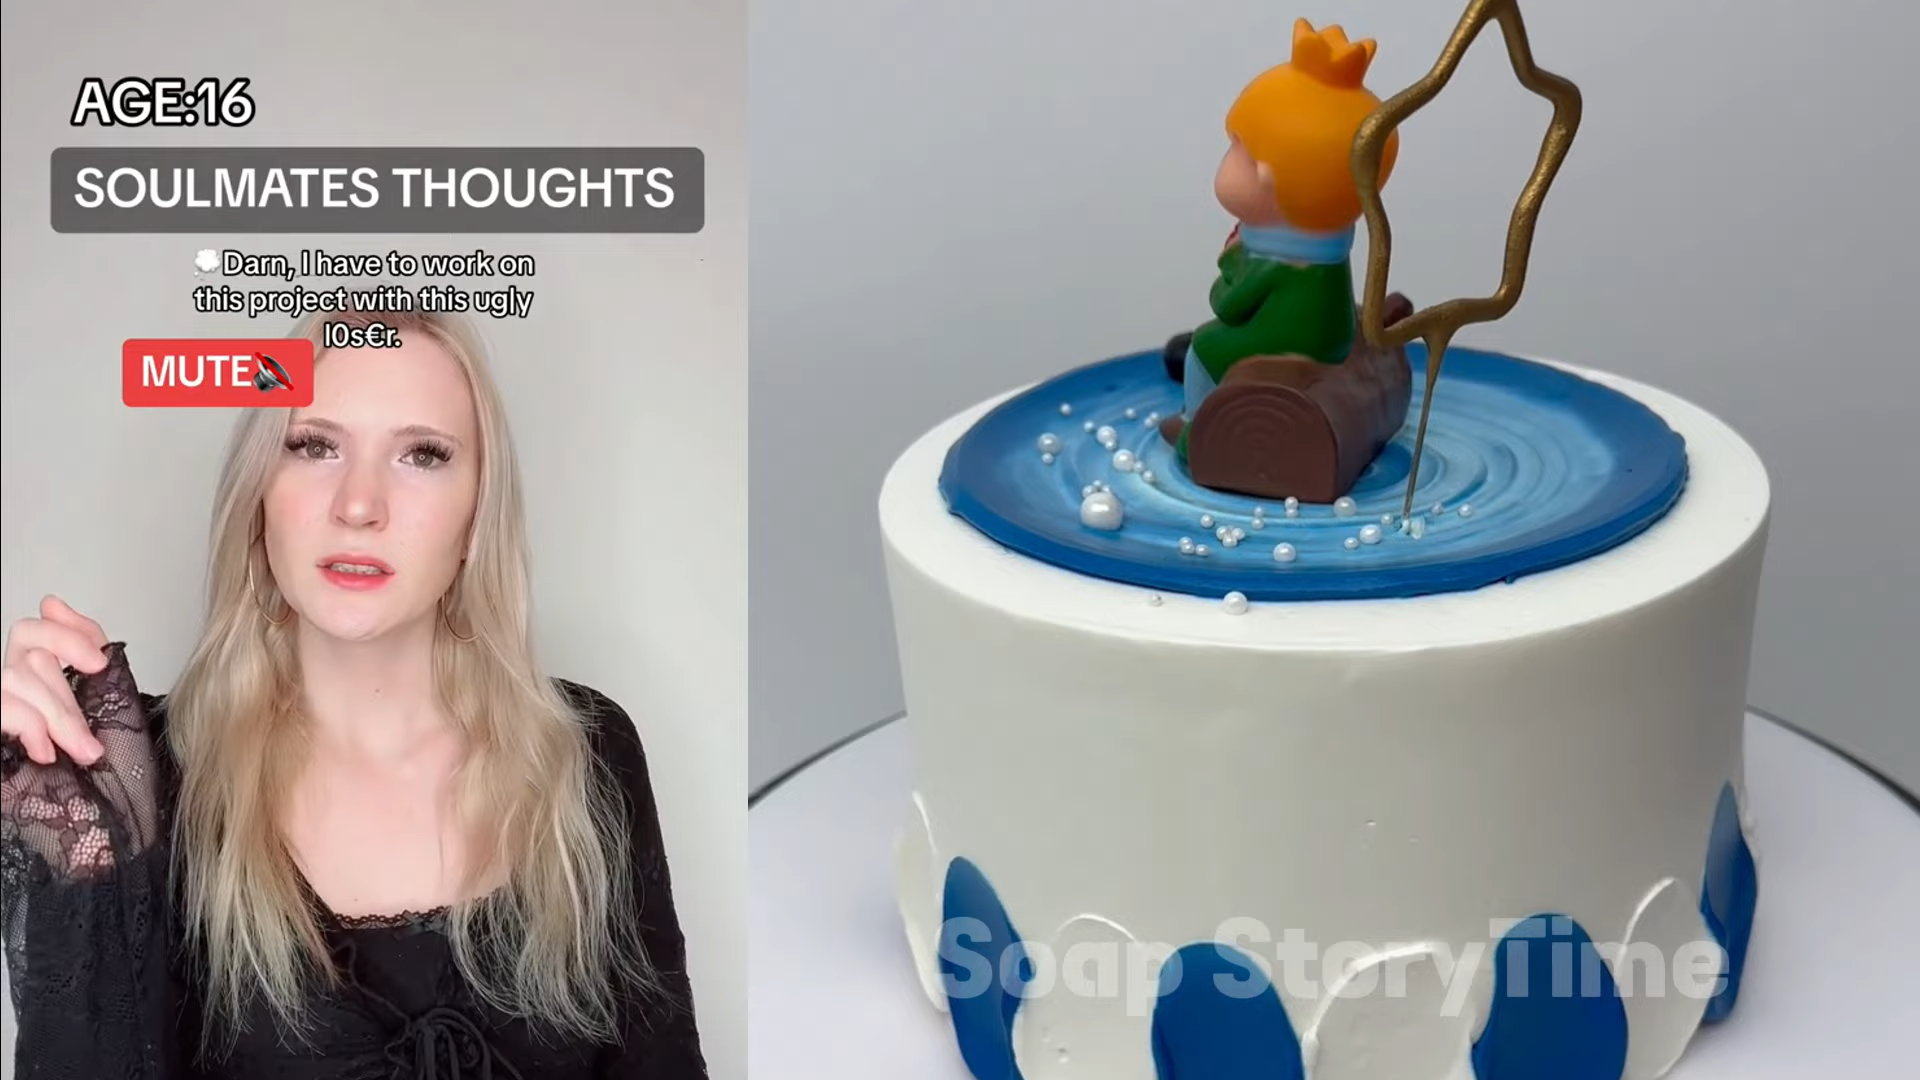 AGE:16
SOULMATES THOUGHTS
💭Darn, I have to work on
this project with this ugly
l0s€r.
MUTE🔇
Soap StoryTime